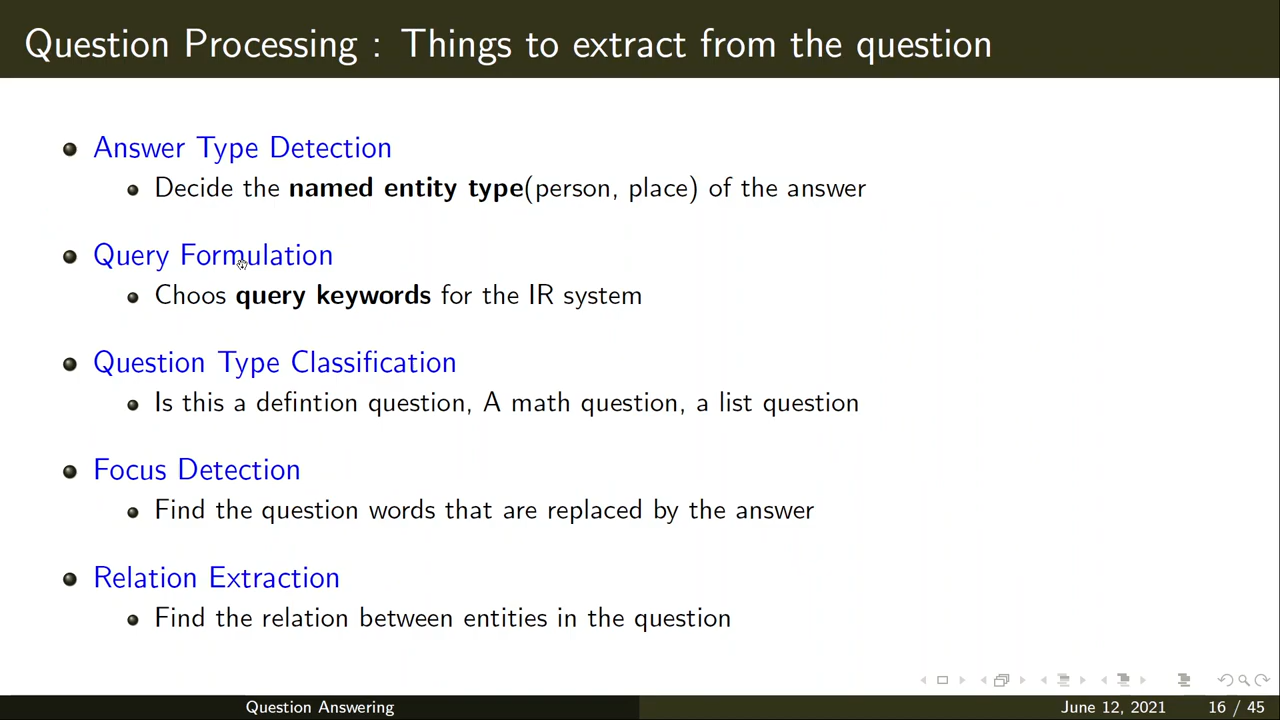 Question Processing : Things to extract from the question
Answer Type Detection
Decide the named entity type(person, place) of the answer
Query Formulation
Choos query keywords for the IR system
Question Type Classification
Is this a defintion question, A math question, a list question
Focus Detection
Find the question words that are replaced by the answer
Relation Extraction
Find the relation between entities in the question
Question Answering
June 12, 2021
16 / 45